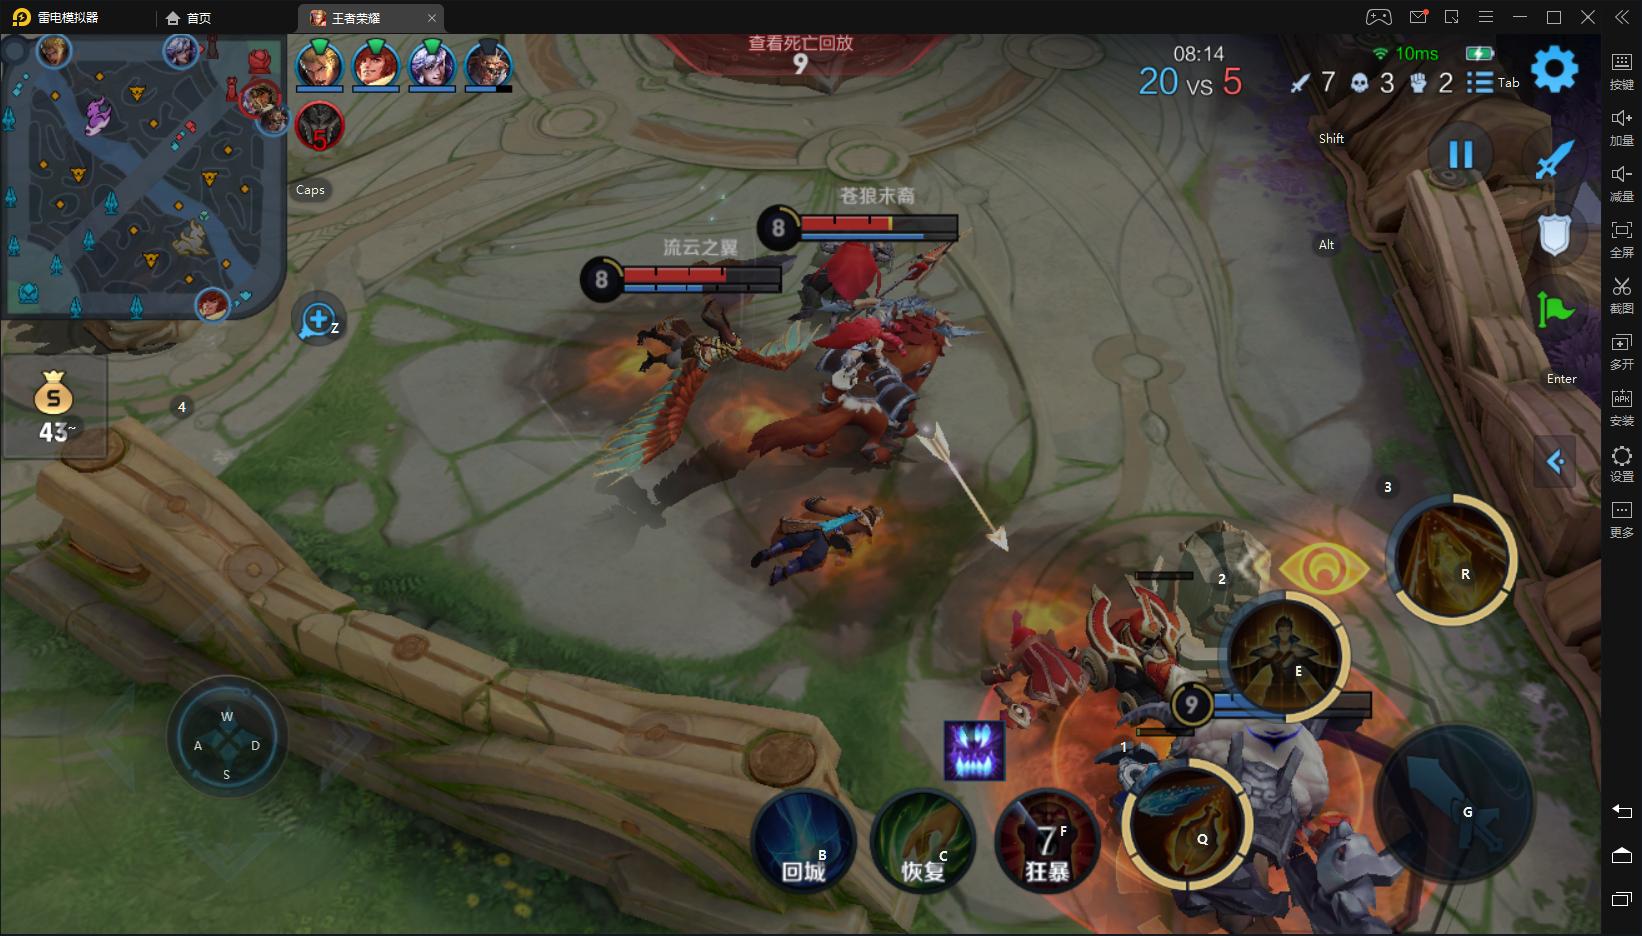 雷电模拟器
首页
王者荣耀
查看死亡回放
9
08:14
10ms
20 vs 5
7
3
2
Tab
Shift
Caps
5
苍狼末裔
8
流云之翼
8
Alt
Z
S
43~
4
Enter
3
R
2
E
9
1
W
A
D
S
Q
G
B
回城
C
恢复
7
F
狂暴
按键
加量
减量
全屏
截图
多开
APK
安装
设置
更多